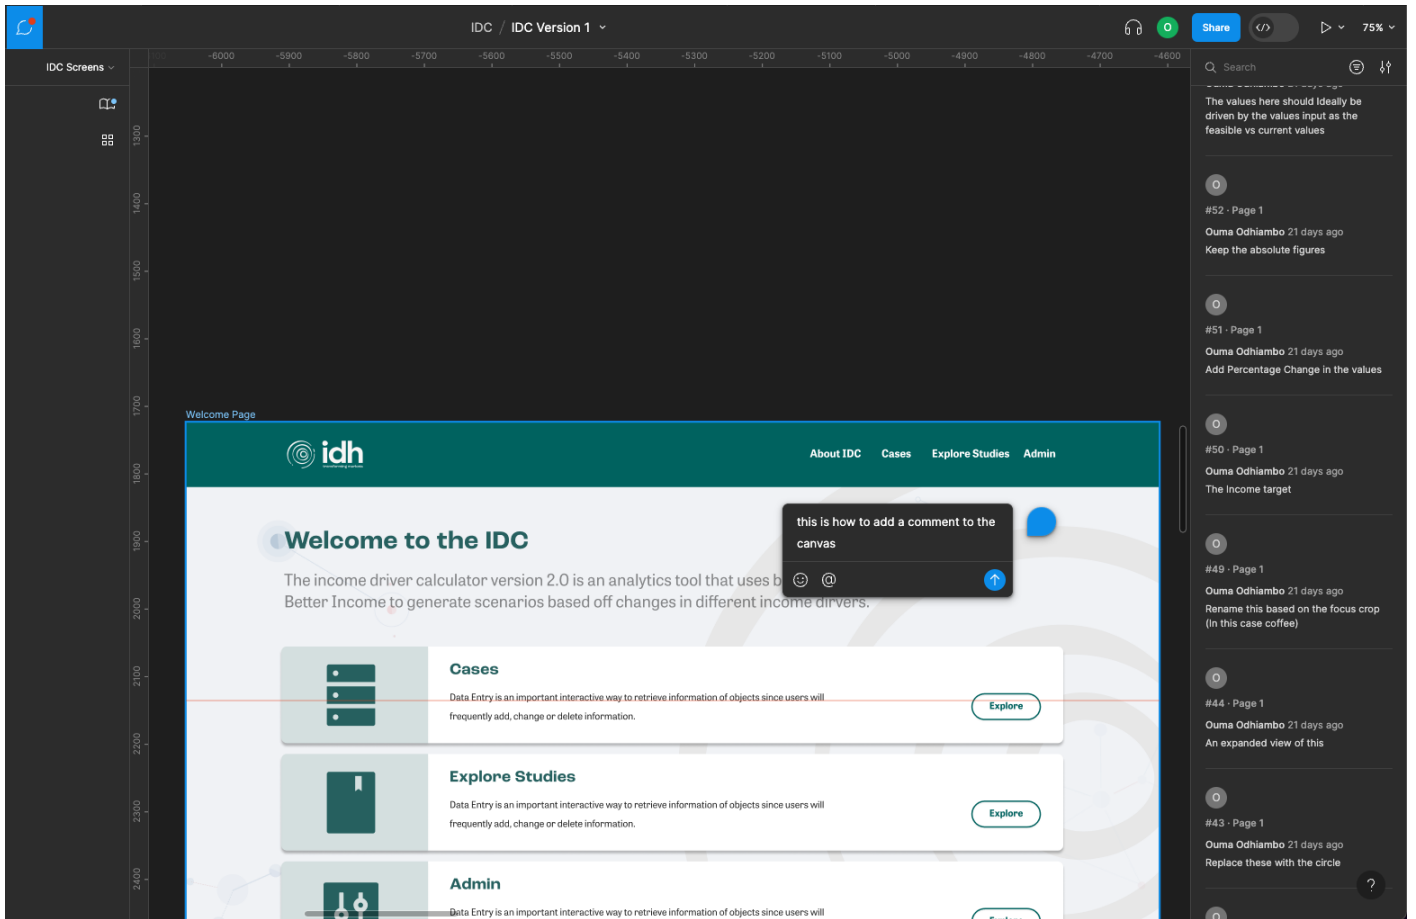 IDC / IDC Version 1
O
Share
75%
IDC Screens
-6000 -5900 -5800 -5700 -5600 -5500 -5400 -5300 -5200 -5100 -5000 -4900 -4800 -4700 -4600
1300
1400
1500
1600
1700
1800
1900
2000
2100
2200
2300
2400
Welcome Page
idh
About IDC Cases Explore Studies Admin
Welcome to the IDC
The income driver calculator version 2.0 is an analytics tool that uses b
Better Income to generate scenarios based off changes in different income dirvers.
this is how to add a comment to the
canvas
Cases
Data Entry is an important interactive way to retrieve information of objects since users will
frequently add, change or delete information.
Explore
Explore Studies
Data Entry is an important interactive way to retrieve information of objects since users will
frequently add, change or delete information.
Explore
Admin
Data Entry is an important interactive way to retrieve information of objects since users will
Explore
Search
Ouma Odhiambo 21 days ago
The values here should Ideally be
driven by the values input as the
feasible vs current values
O
#52 · Page 1
Ouma Odhiambo 21 days ago
Keep the absolute figures
O
#51 · Page 1
Ouma Odhiambo 21 days ago
Add Percentage Change in the values
O
#50 · Page 1
Ouma Odhiambo 21 days ago
The Income target
O
#49 · Page 1
Ouma Odhiambo 21 days ago
Rename this based on the focus crop
(In this case coffee)
O
#44 · Page 1
Ouma Odhiambo 21 days ago
An expanded view of this
O
#43 · Page 1
Ouma Odhiambo 21 days ago
Replace these with the circle
?
O